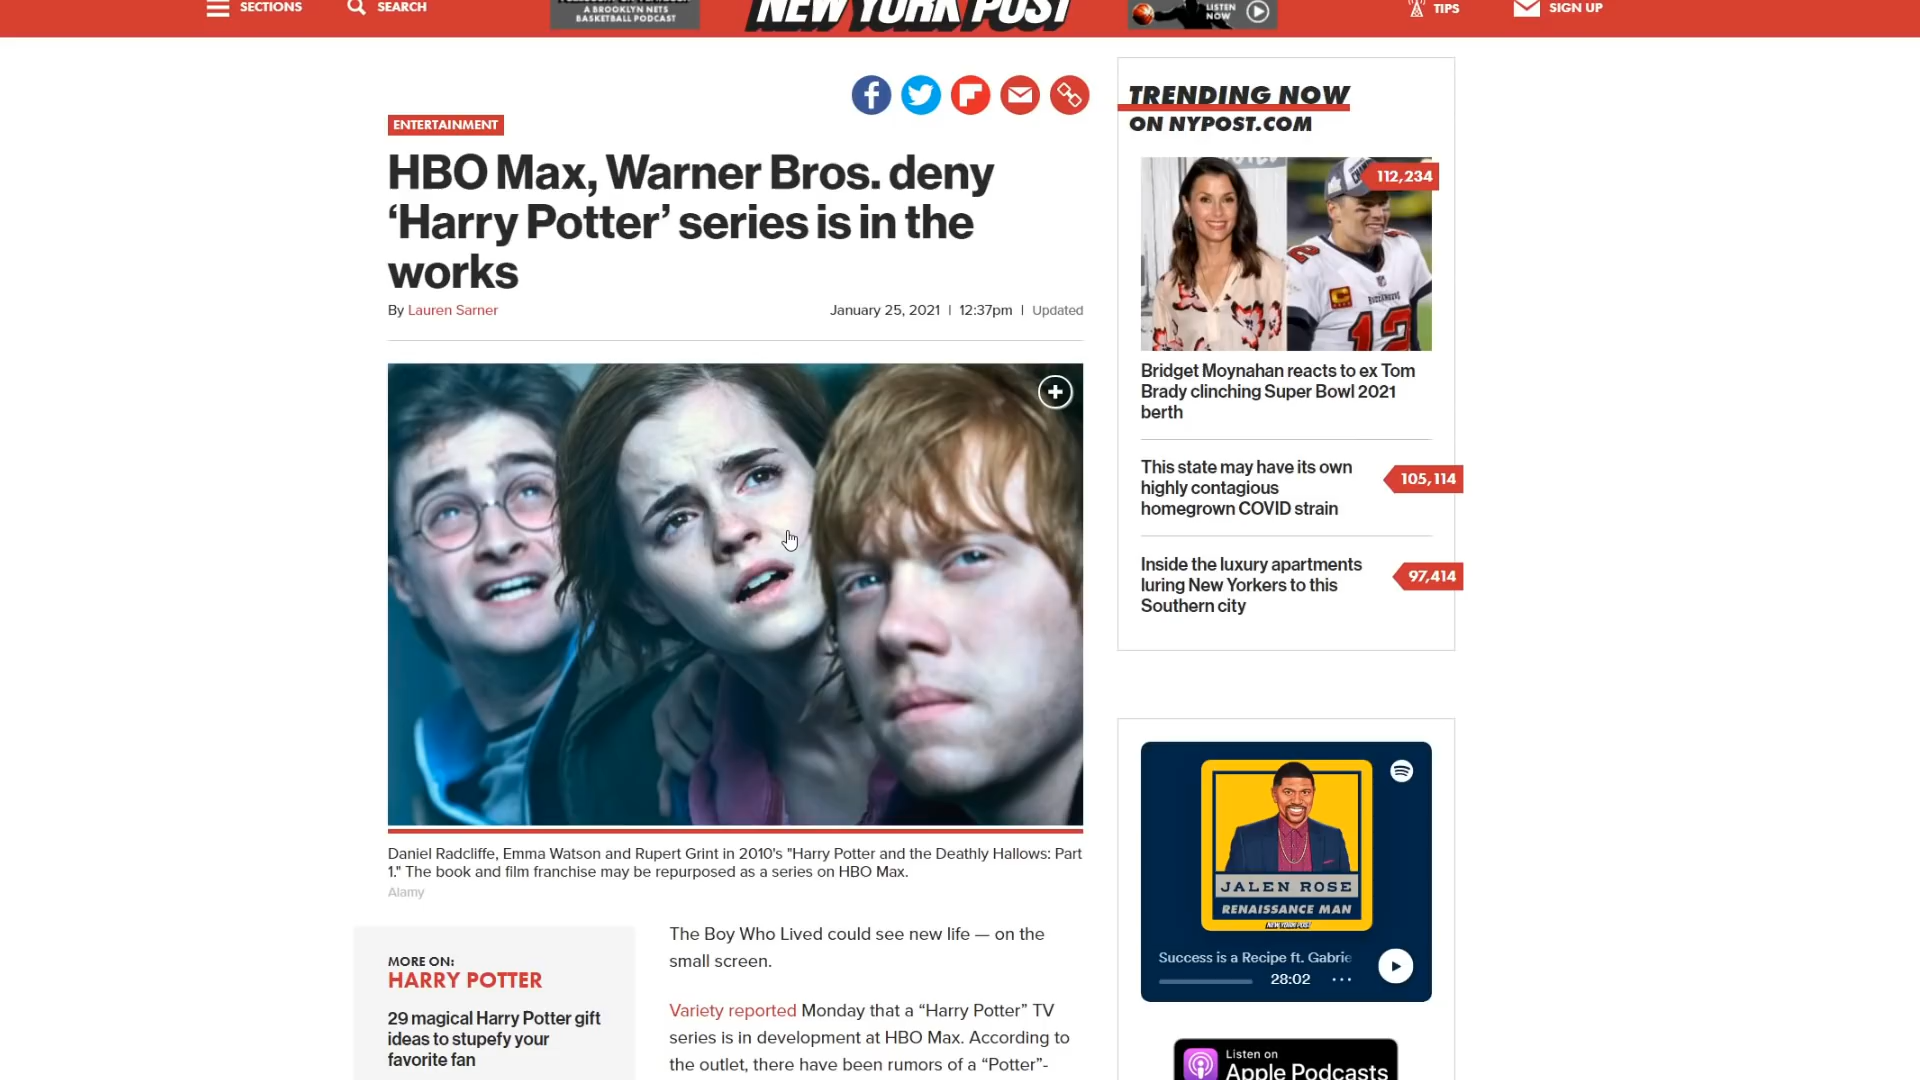 SECTIONS
SEARCH
A BROOKLYN NETS
BASKETBALL PODCAST
NEW YORK POST
LISTEN
NOW
TIPS
SIGN UP
ENTERTAINMENT
HBO Max, Warner Bros. deny
‘Harry Potter’ series is in the
works
By Lauren Sarner
January 25, 2021 | 12:37pm | Updated
Daniel Radcliffe, Emma Watson and Rupert Grint in 2010's "Harry Potter and the Deathly Hallows: Part
1." The book and film franchise may be repurposed as a series on HBO Max.
Alamy
MORE ON:
HARRY POTTER
29 magical Harry Potter gift
ideas to stupefy your
favorite fan
The Boy Who Lived could see new life — on the
small screen.
Variety reported Monday that a “Harry Potter” TV
series is in development at HBO Max. According to
the outlet, there have been rumors of a “Potter”-
TRENDING NOW
ON NYPOST.COM
112,234
2
BUCCANEERS
12
Bridget Moynahan reacts to ex Tom
Brady clinching Super Bowl 2021
berth
This state may have its own
highly contagious
homegrown COVID strain
105,114
Inside the luxury apartments
luring New Yorkers to this
Southern city
97,414
JALEN ROSE
RENAISSANCE MAN
NEW YORK POST
Success is a Recipe ft. Gabrie
28:02
Listen on
Apple Podcasts